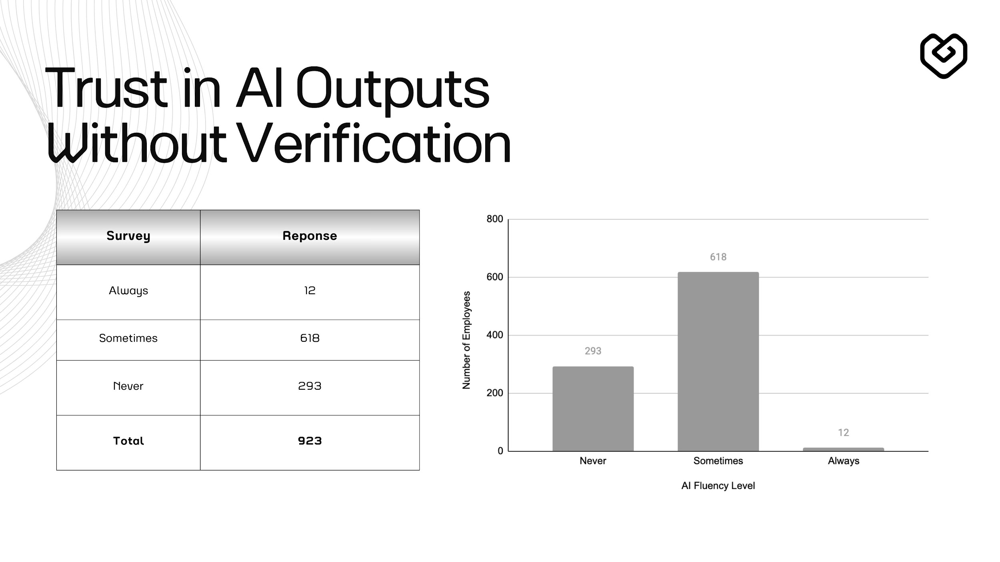 Trust in AI Outputs
Without Verification
Survey Reponse
Always 12
Sometimes 618
Never 293
Total 923
800
600
400
200
0
Number of Employees
293
618
12
Never Sometimes Always
AI Fluency Level